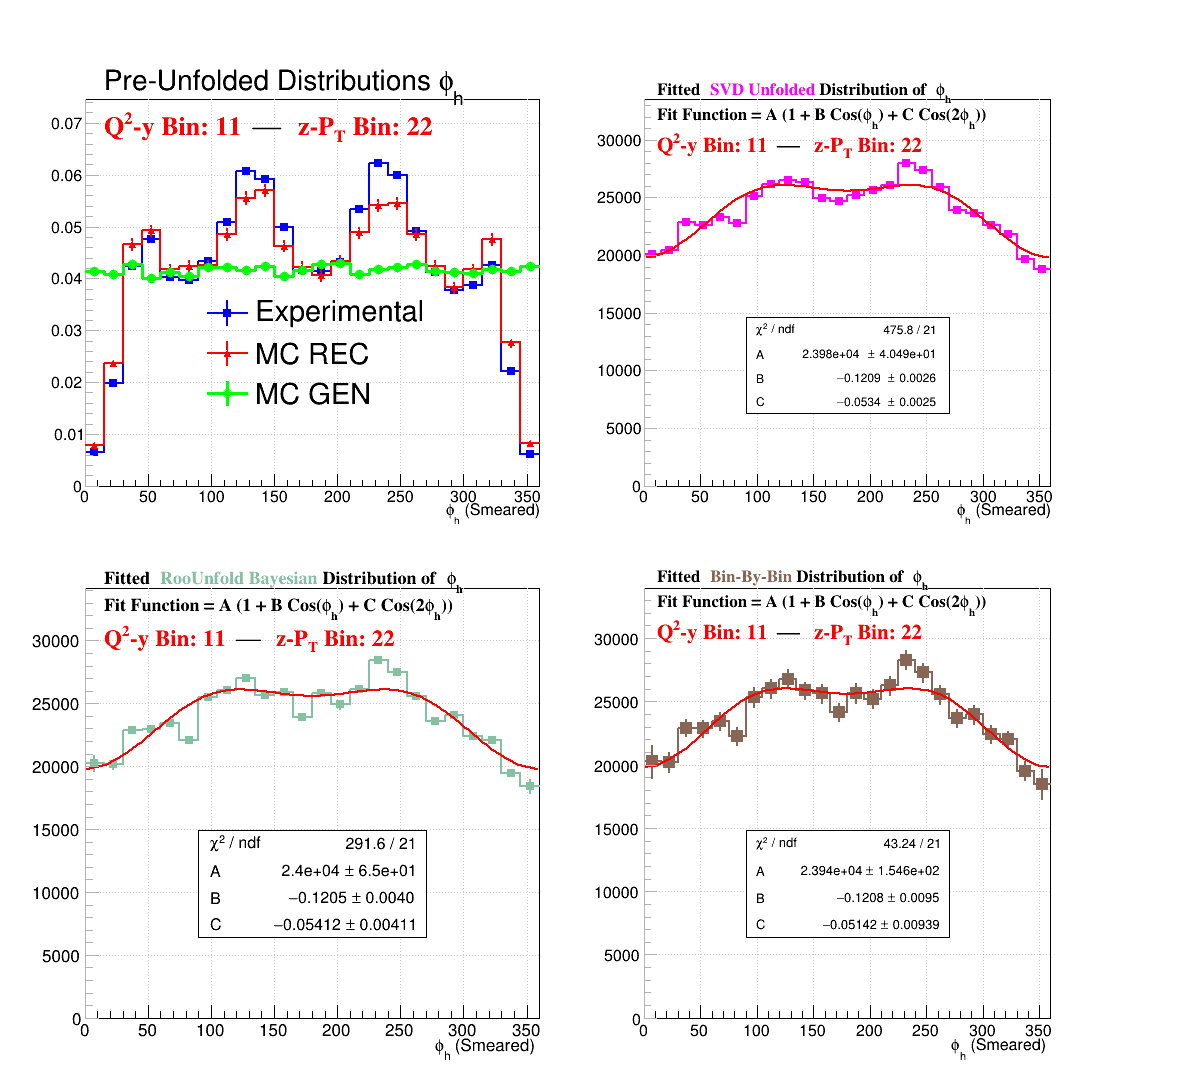 Pre-Unfolded Distributions ϕh
Q²-y Bin: 11 — z-PT Bin: 22
0.07
0.06
0.05
0.04
0.03
0.02
0.01
0
Experimental
MC REC
MC GEN
0 50 100 150 200 250 300 350
ϕh (Smeared)
Fitted SVD Unfolded Distribution of ϕh
Fit Function = A (1 + B Cos(ϕh) + C Cos(2ϕh))
Q²-y Bin: 11 — z-PT Bin: 22
30000
25000
20000
15000
10000
5000
0
χ² / ndf 475.8 / 21
A 2.398e+04 ± 4.049e+01
B −0.1209 ± 0.0026
C −0.0534 ± 0.0025
0 50 100 150 200 250 300 350
ϕh (Smeared)
Fitted RooUnfold Bayesian Distribution of ϕh
Fit Function = A (1 + B Cos(ϕh) + C Cos(2ϕh))
Q²-y Bin: 11 — z-PT Bin: 22
30000
25000
20000
15000
10000
5000
0
χ² / ndf 291.6 / 21
A 2.4e+04 ± 6.5e+01
B −0.1205 ± 0.0040
C −0.05412 ± 0.00411
0 50 100 150 200 250 300 350
ϕh (Smeared)
Fitted Bin-By-Bin Distribution of ϕh
Fit Function = A (1 + B Cos(ϕh) + C Cos(2ϕh))
Q²-y Bin: 11 — z-PT Bin: 22
30000
25000
20000
15000
10000
5000
0
χ² / ndf 43.24 / 21
A 2.394e+04 ± 1.546e+02
B −0.1208 ± 0.0095
C −0.05142 ± 0.00939
0 50 100 150 200 250 300 350
ϕh (Smeared)